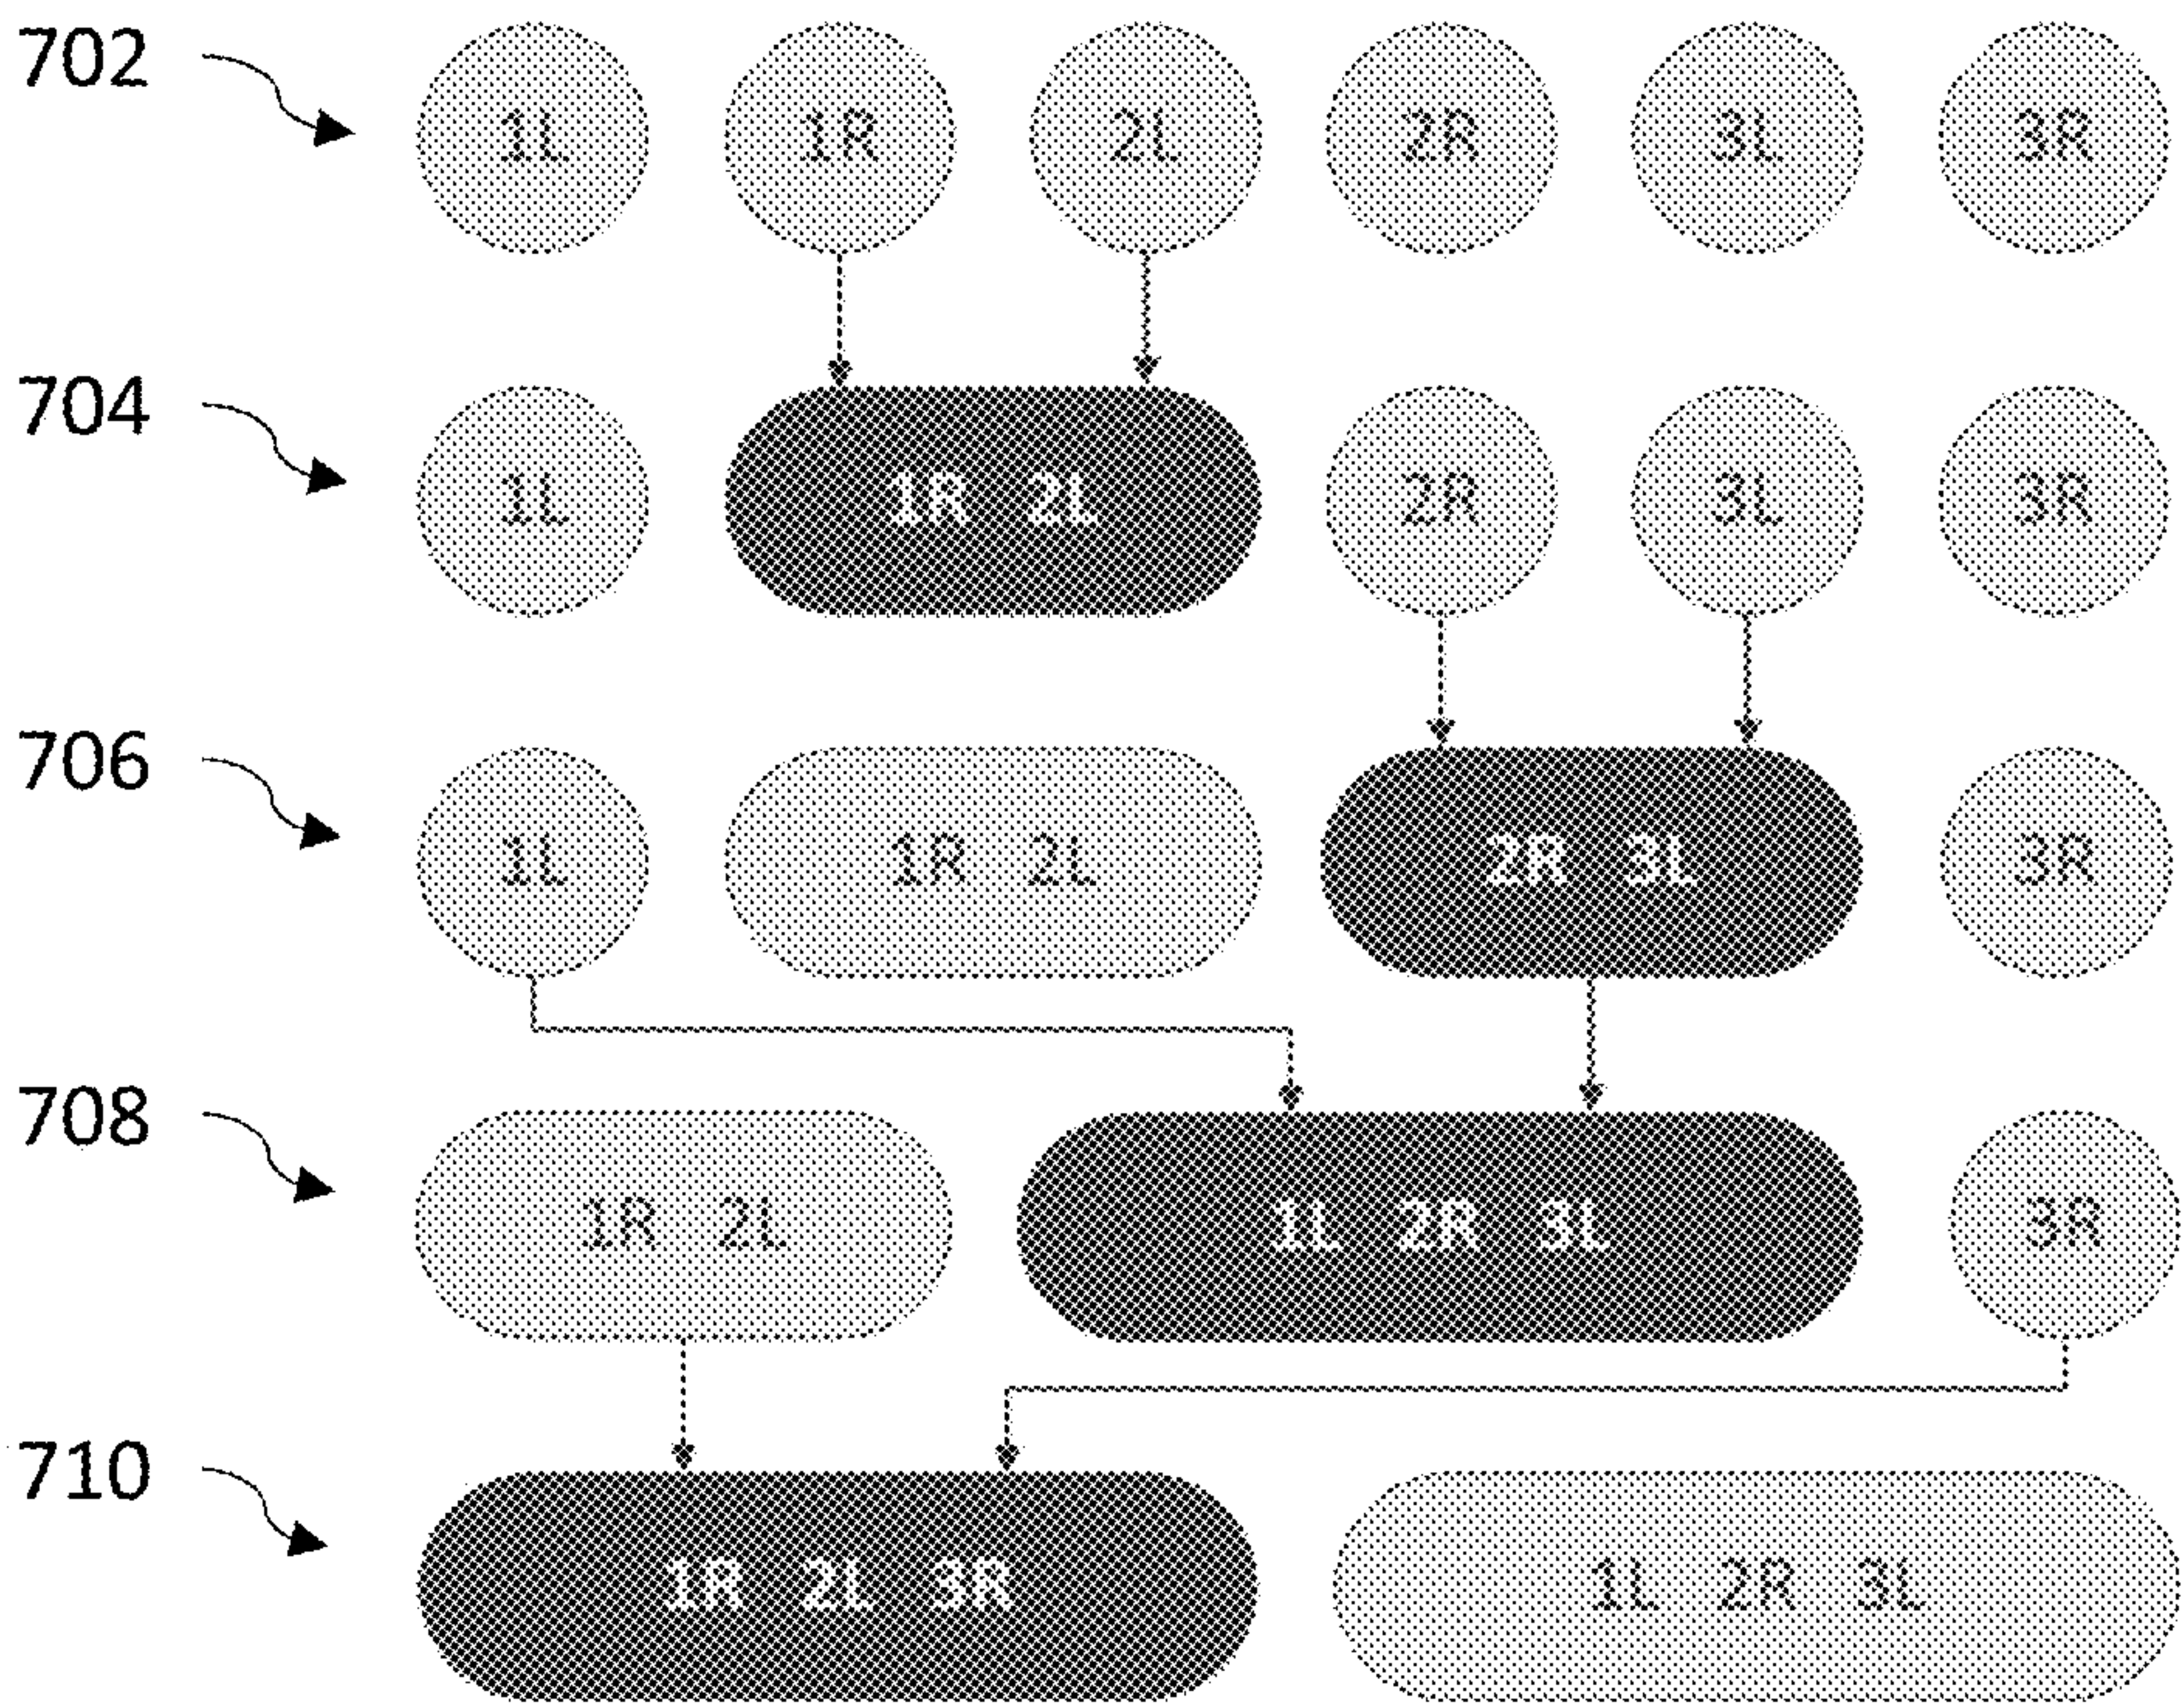 702 1L 1R 2L 2R 3L 3R
704 1L 1R 2L 2R 3L 3R
706 1L 1R 2L 2R 3L 3R
708 1R 2L 1L 2R 3L 3R
710 1R 2L 3R 1L 2R 3L